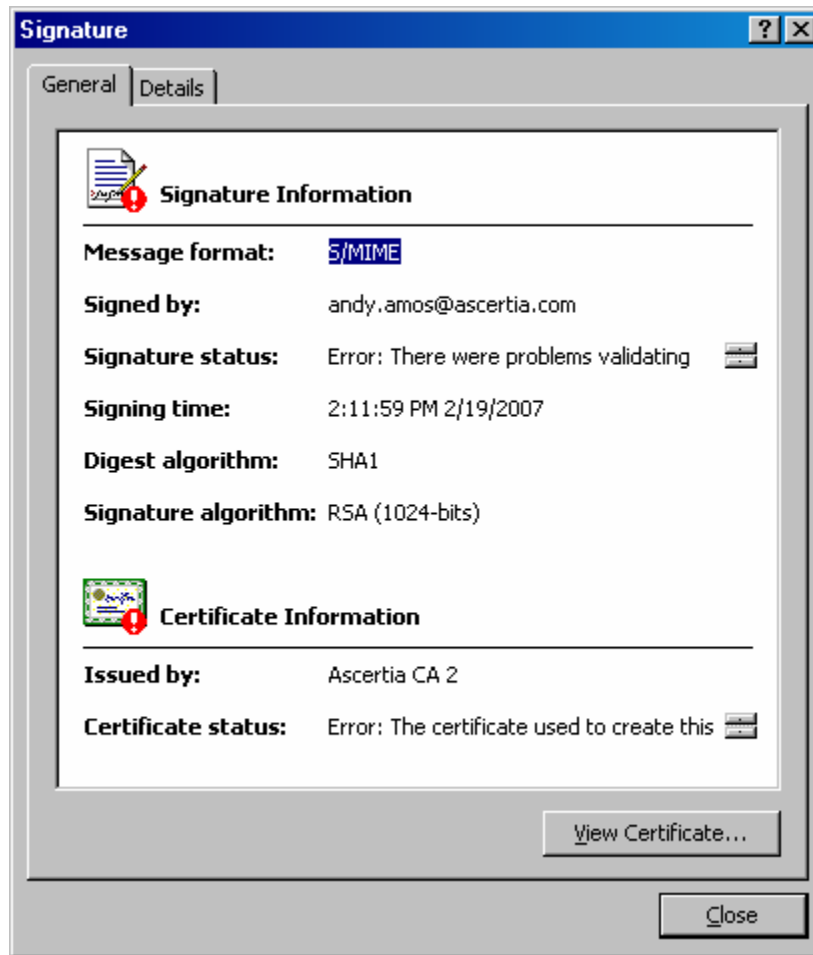 Signature
General Details
Signature Information
Message format: S/MIME
Signed by: andy.amos@ascertia.com
Signature status: Error: There were problems validating
Signing time: 2:11:59 PM 2/19/2007
Digest algorithm: SHA1
Signature algorithm: RSA (1024-bits)
Certificate Information
Issued by: Ascertia CA 2
Certificate status: Error: The certificate used to create this
View Certificate...
Close